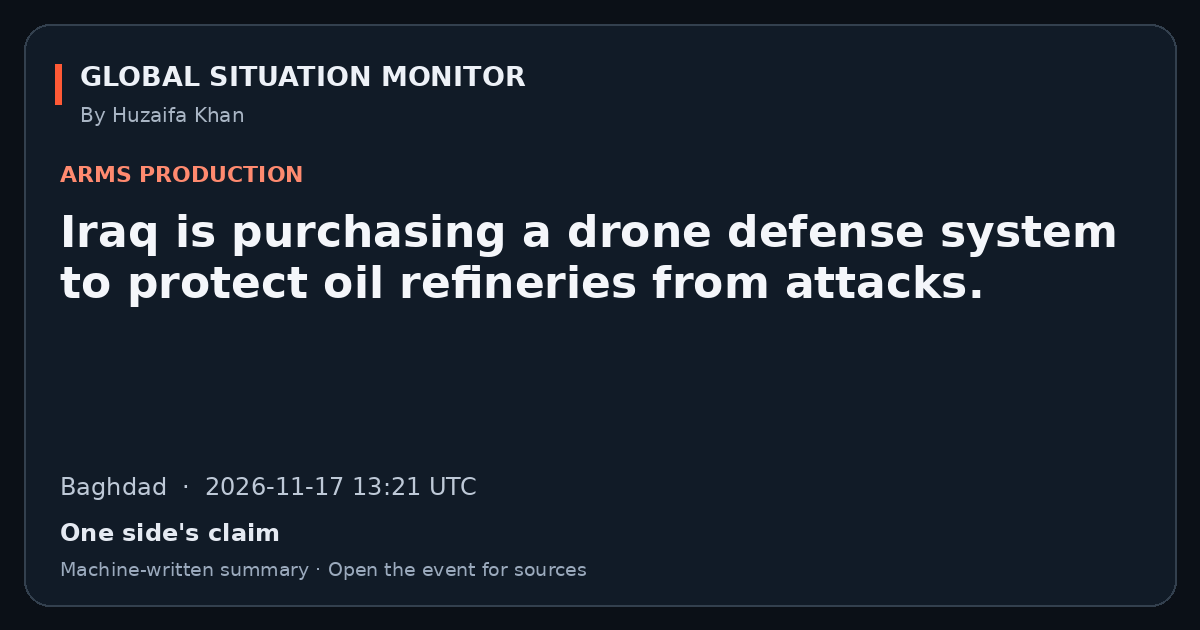 GLOBAL SITUATION MONITOR
By Huzaifa Khan
ARMS PRODUCTION
Iraq is purchasing a drone defense system
to protect oil refineries from attacks.
Baghdad · 2026-11-17 13:21 UTC
One side's claim
Machine-written summary · Open the event for sources